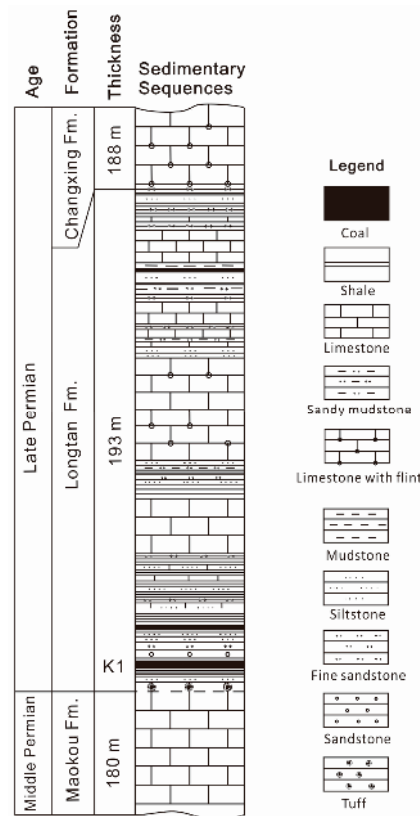 Age
Formation
Thickness
Sedimentary
Sequences
Late Permian
Changxing Fm.
188 m
Longtan Fm.
193 m
K1
Middle Permian
Maokou Fm.
180 m
Legend
Coal
Shale
Limestone
Sandy mudstone
Limestone with flint
Mudstone
Siltstone
Fine sandstone
Sandstone
Tuff